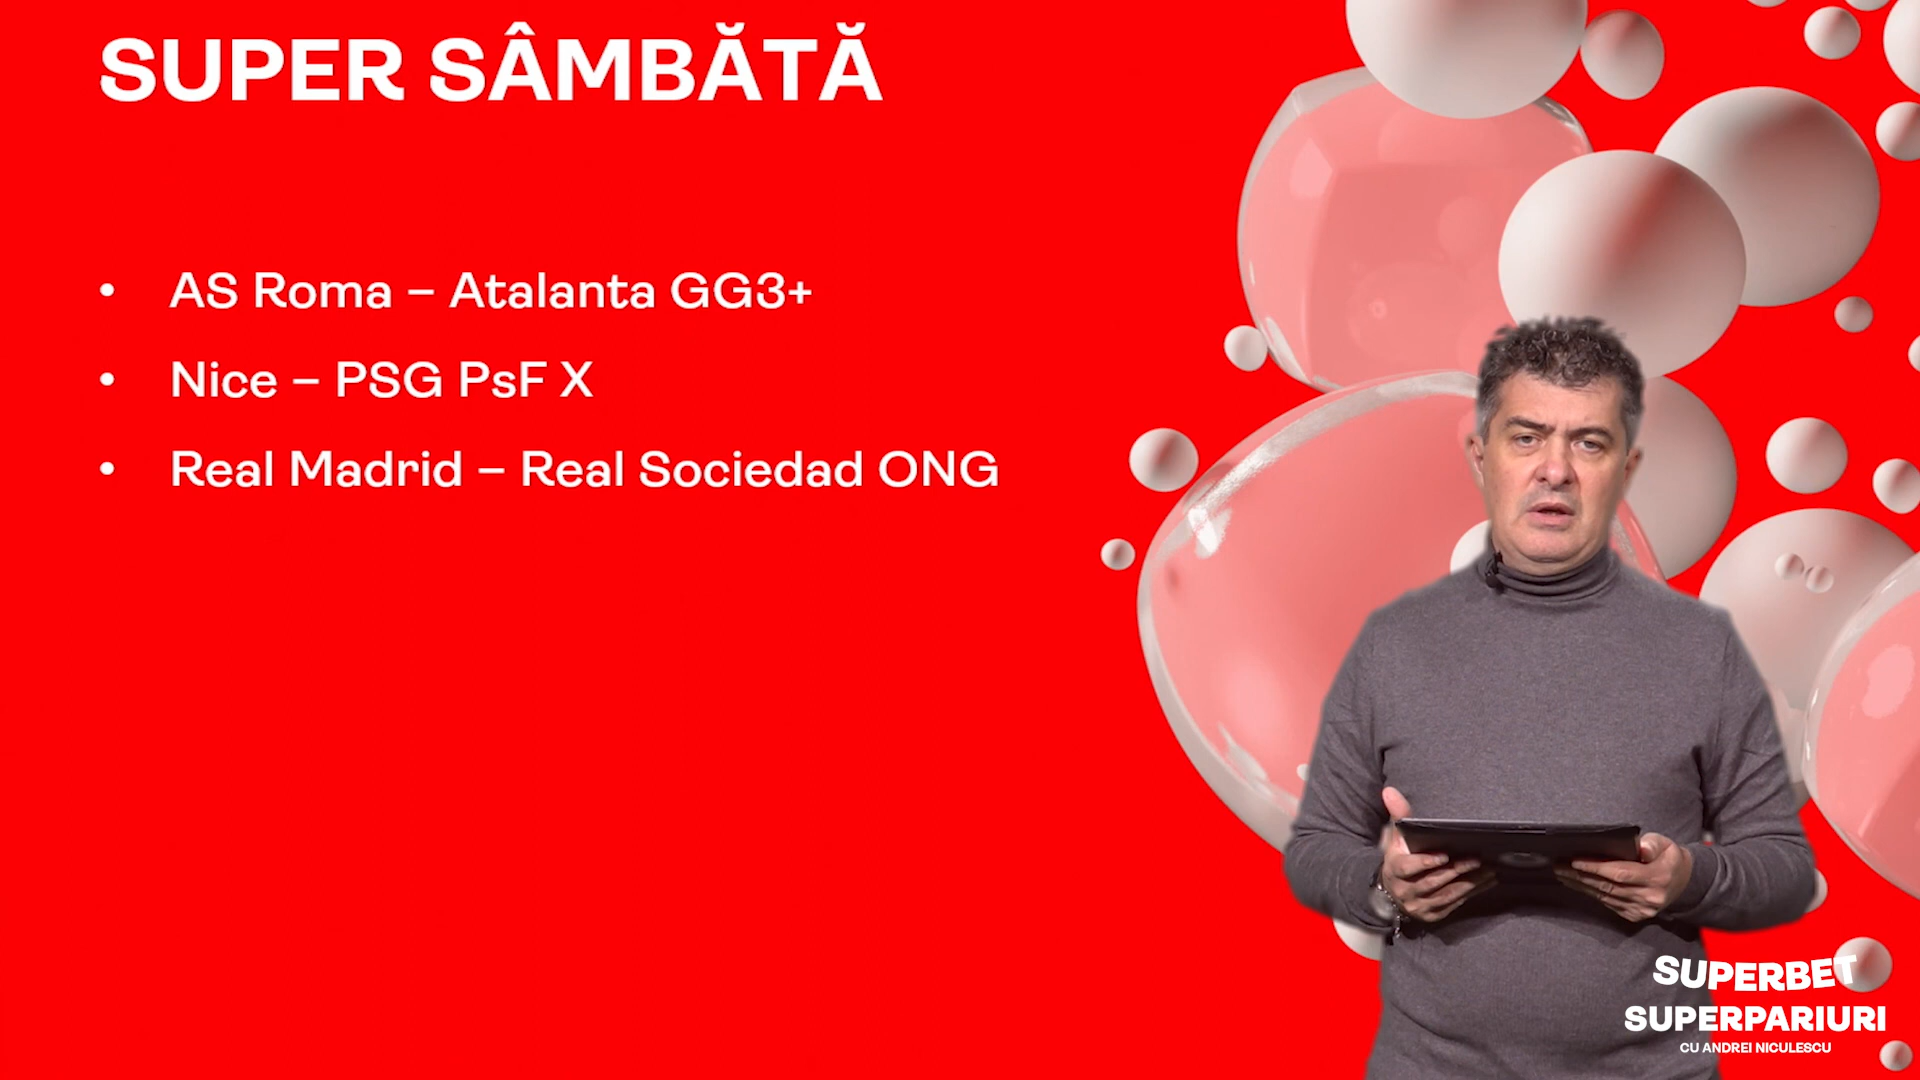 SUPER SÂMBĂTĂ
• AS Roma – Atalanta GG3+
• Nice – PSG PsF X
• Real Madrid – Real Sociedad ONG
SUPERBET
SUPERPARIURI
CU ANDREI NICULESCU